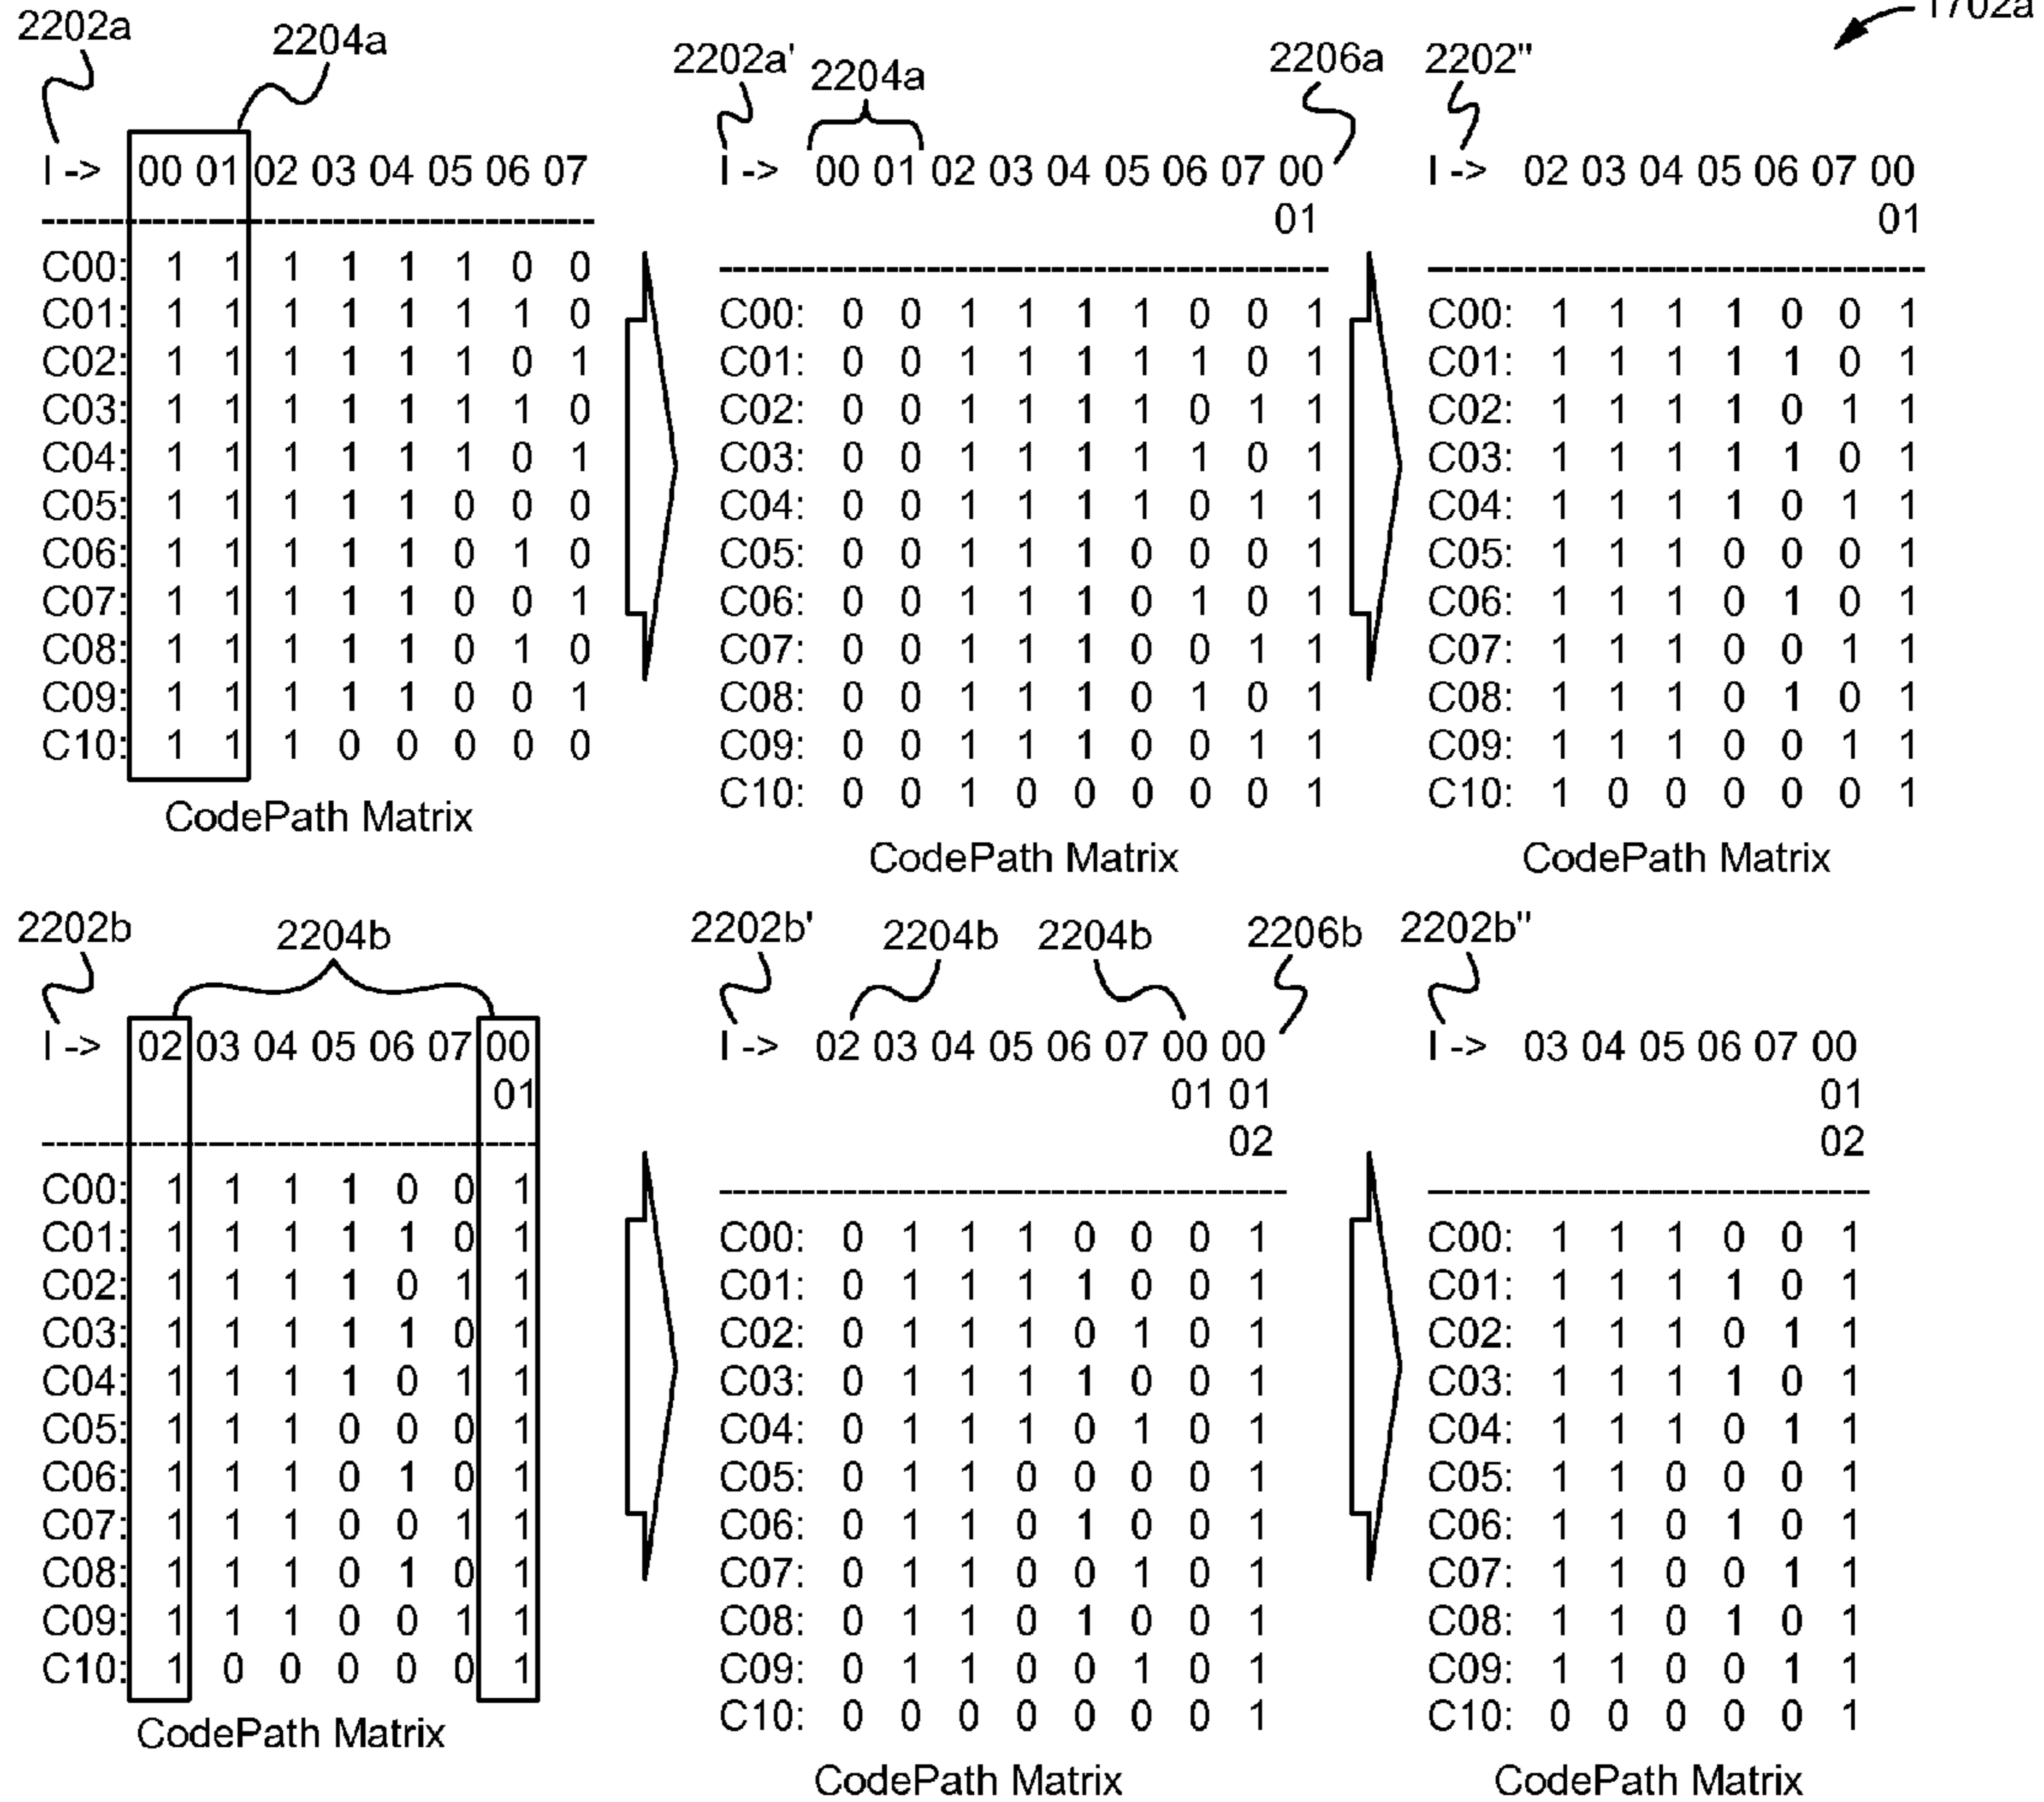 1702a
2202a
2204a
2202a'
2204a
2206a
2202"
I -> 00 01 02 03 04 05 06 07
--------------------------------
C00: 1 1 1 1 1 1 0 0
C01: 1 1 1 1 1 1 1 0
C02: 1 1 1 1 1 1 0 1
C03: 1 1 1 1 1 1 1 0
C04: 1 1 1 1 1 1 0 1
C05: 1 1 1 1 1 0 0 0
C06: 1 1 1 1 1 0 1 0
C07: 1 1 1 1 1 0 0 1
C08: 1 1 1 1 1 0 1 0
C09: 1 1 1 1 1 0 0 1
C10: 1 1 1 0 0 0 0 0
CodePath Matrix
I -> 00 01 02 03 04 05 06 07 00
01
--------------------------------
C00: 0 0 1 1 1 1 0 0 1
C01: 0 0 1 1 1 1 1 0 1
C02: 0 0 1 1 1 1 0 1 1
C03: 0 0 1 1 1 1 1 0 1
C04: 0 0 1 1 1 1 0 1 1
C05: 0 0 1 1 1 0 0 0 1
C06: 0 0 1 1 1 0 1 0 1
C07: 0 0 1 1 1 0 0 1 1
C08: 0 0 1 1 1 0 1 0 1
C09: 0 0 1 1 1 0 0 1 1
C10: 0 0 1 0 0 0 0 0 1
CodePath Matrix
I -> 02 03 04 05 06 07 00
01
--------------------------------
C00: 1 1 1 1 0 0 1
C01: 1 1 1 1 1 0 1
C02: 1 1 1 1 0 1 1
C03: 1 1 1 1 1 0 1
C04: 1 1 1 1 0 1 1
C05: 1 1 1 0 0 0 1
C06: 1 1 1 0 1 0 1
C07: 1 1 1 0 0 1 1
C08: 1 1 1 0 1 0 1
C09: 1 1 1 0 0 1 1
C10: 1 0 0 0 0 0 1
CodePath Matrix
2202b
2204b
2202b'
2204b
2204b
2206b
2202b"
I -> 02 03 04 05 06 07 00
01
--------------------------------
C00: 1 1 1 1 0 0 1
C01: 1 1 1 1 1 0 1
C02: 1 1 1 1 0 1 1
C03: 1 1 1 1 1 0 1
C04: 1 1 1 1 0 1 1
C05: 1 1 1 0 0 0 1
C06: 1 1 1 0 1 0 1
C07: 1 1 1 0 0 1 1
C08: 1 1 1 0 1 0 1
C09: 1 1 1 0 0 1 1
C10: 1 0 0 0 0 0 1
CodePath Matrix
I -> 02 03 04 05 06 07 00 00
01 01
02
--------------------------------
C00: 0 1 1 1 0 0 0 1
C01: 0 1 1 1 1 0 0 1
C02: 0 1 1 1 0 1 0 1
C03: 0 1 1 1 1 0 0 1
C04: 0 1 1 1 0 1 0 1
C05: 0 1 1 0 0 0 0 1
C06: 0 1 1 0 1 0 0 1
C07: 0 1 1 0 0 1 0 1
C08: 0 1 1 0 1 0 0 1
C09: 0 1 1 0 0 1 0 1
C10: 0 0 0 0 0 0 0 1
CodePath Matrix
I -> 03 04 05 06 07 00
01
02
--------------------------------
C00: 1 1 1 0 0 1
C01: 1 1 1 1 0 1
C02: 1 1 1 0 1 1
C03: 1 1 1 1 0 1
C04: 1 1 1 0 1 1
C05: 1 1 0 0 0 1
C06: 1 1 0 1 0 1
C07: 1 1 0 0 1 1
C08: 1 1 0 1 0 1
C09: 1 1 0 0 1 1
C10: 0 0 0 0 0 1
CodePath Matrix